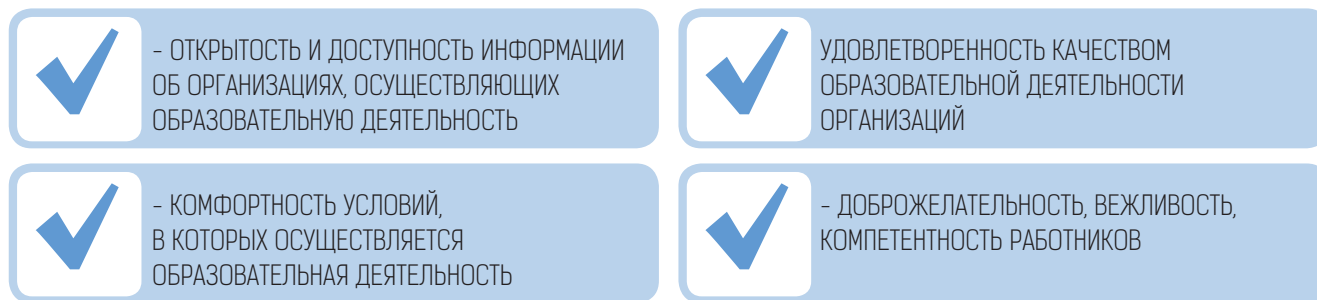 - ОТКРЫТОСТЬ И ДОСТУПНОСТЬ ИНФОРМАЦИИ
ОБ ОРГАНИЗАЦИЯХ, ОСУЩЕСТВЛЯЮЩИХ
ОБРАЗОВАТЕЛЬНУЮ ДЕЯТЕЛЬНОСТЬ
УДОВЛЕТВОРЕННОСТЬ КАЧЕСТВОМ
ОБРАЗОВАТЕЛЬНОЙ ДЕЯТЕЛЬНОСТИ
ОРГАНИЗАЦИЙ
- КОМФОРТНОСТЬ УСЛОВИЙ,
В КОТОРЫХ ОСУЩЕСТВЛЯЕТСЯ
ОБРАЗОВАТЕЛЬНАЯ ДЕЯТЕЛЬНОСТЬ
- ДОБРОЖЕЛАТЕЛЬНОСТЬ, ВЕЖЛИВОСТЬ,
КОМПЕТЕНТНОСТЬ РАБОТНИКОВ